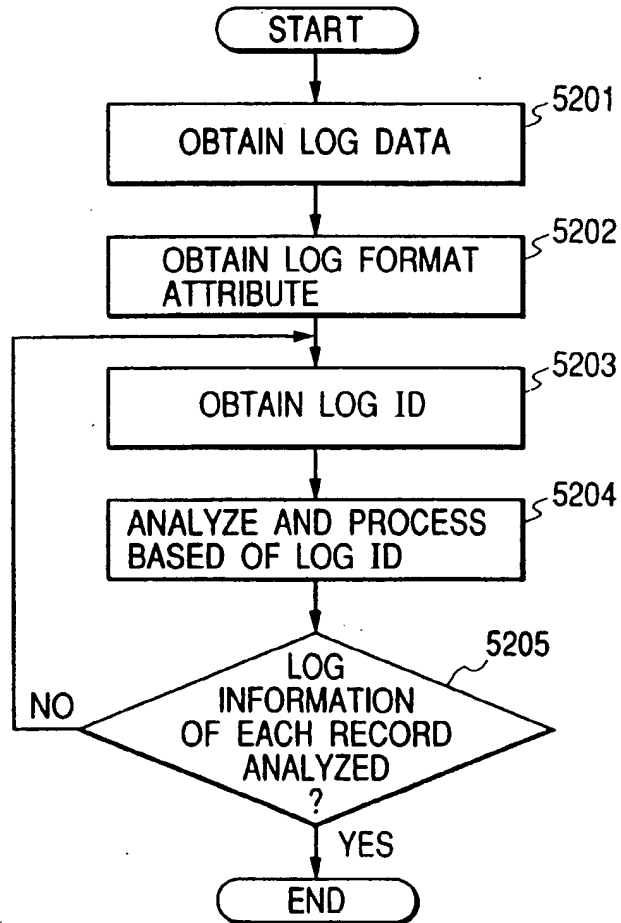 START
5201
OBTAIN LOG DATA
5202
OBTAIN LOG FORMAT
ATTRIBUTE
5203
OBTAIN LOG ID
5204
ANALYZE AND PROCESS
BASED OF LOG ID
5205
LOG
INFORMATION
OF EACH RECORD
ANALYZED
?
NO
YES
END